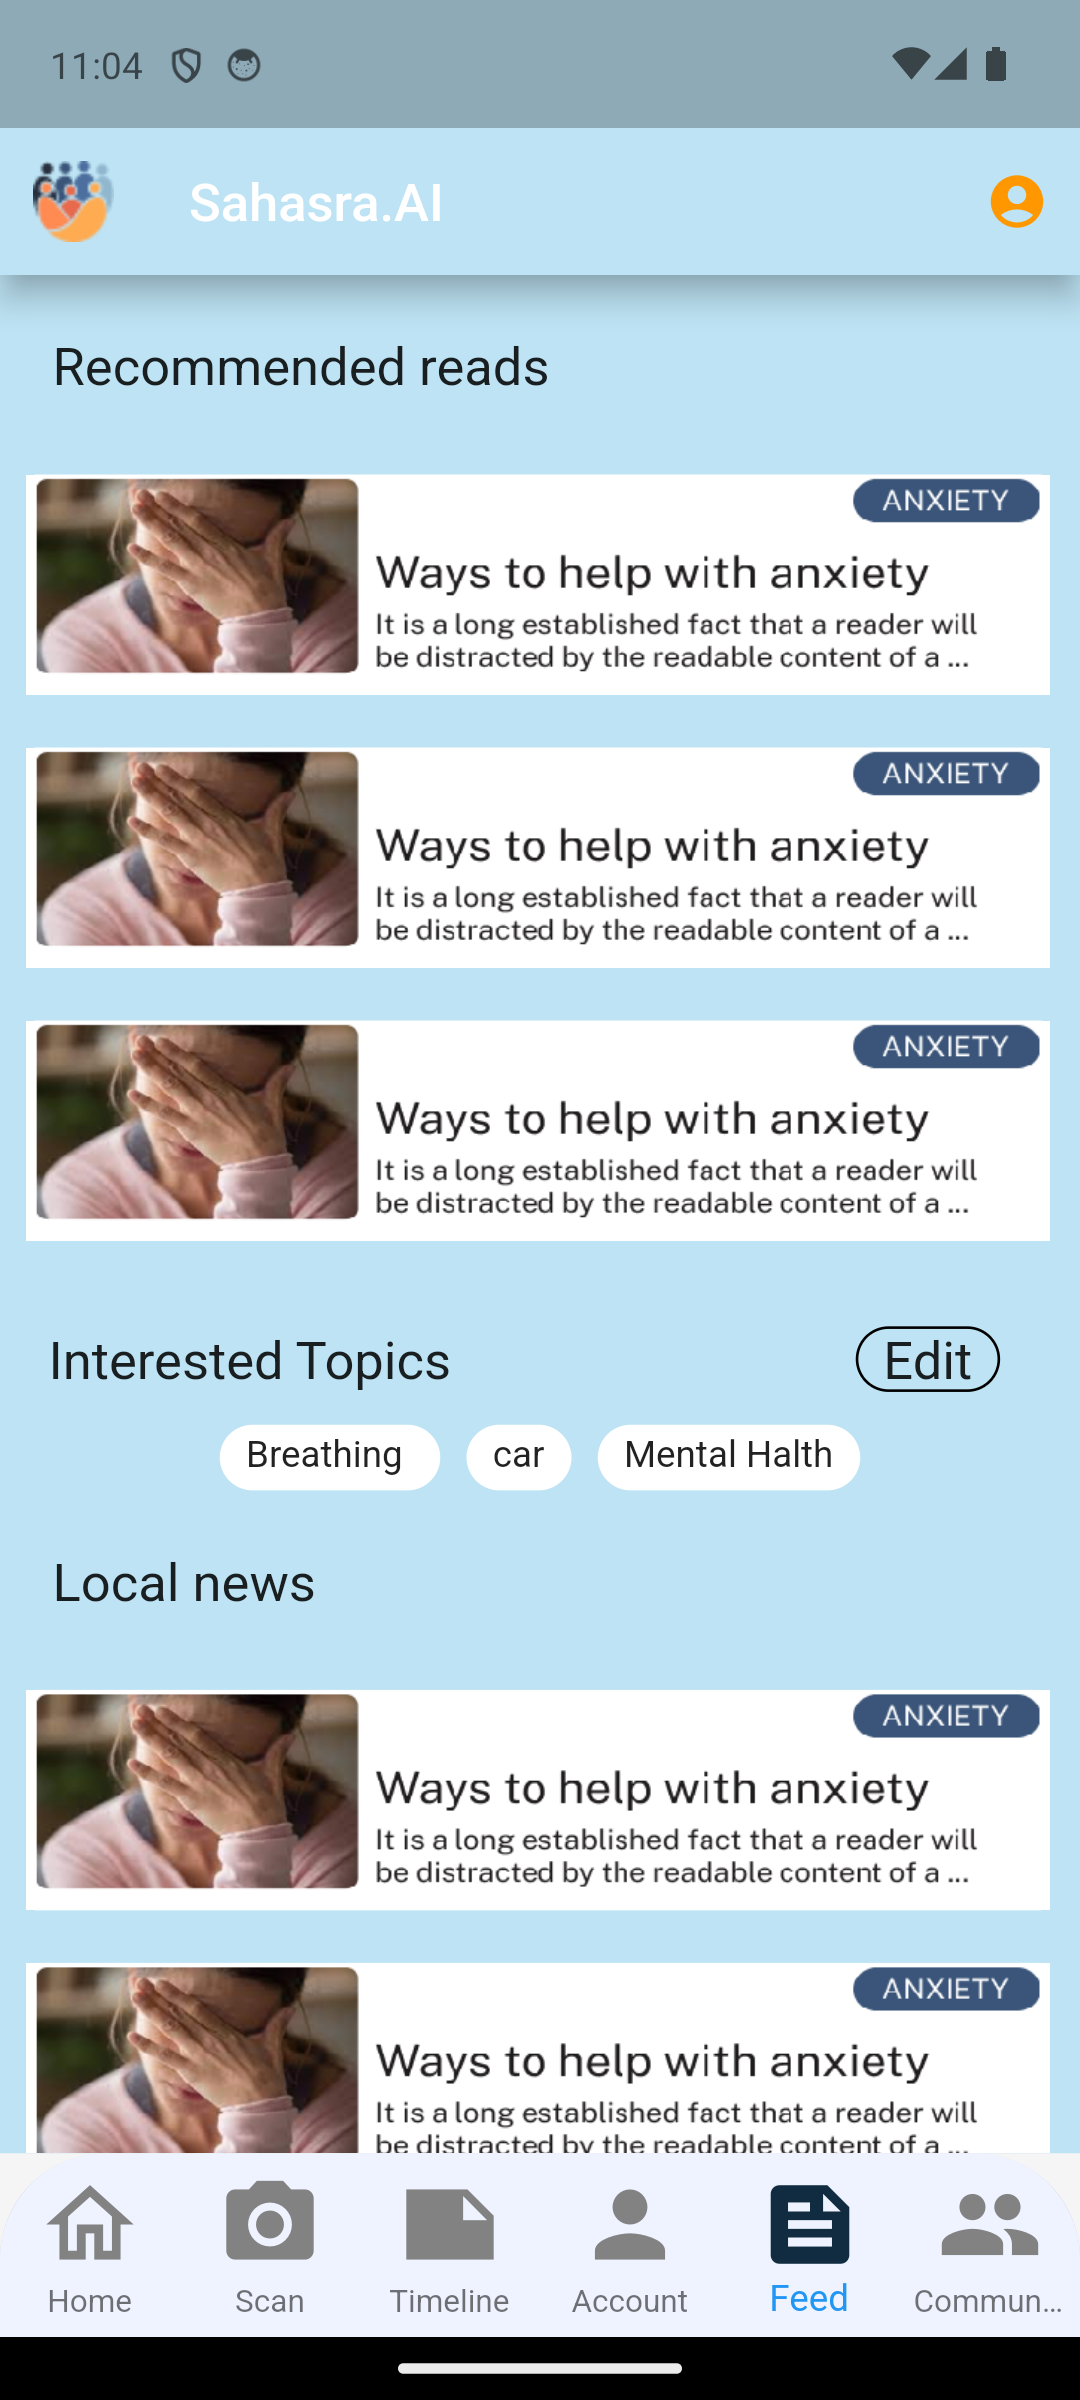 11:04
Sahasra.AI
Recommended reads
ANXIETY
Ways to help with anxiety
It is a long established fact that a reader will
be distracted by the readable content of a ...
ANXIETY
Ways to help with anxiety
It is a long established fact that a reader will
be distracted by the readable content of a ...
ANXIETY
Ways to help with anxiety
It is a long established fact that a reader will
be distracted by the readable content of a ...
Interested Topics
Edit
Breathing car Mental Halth
Local news
ANXIETY
Ways to help with anxiety
It is a long established fact that a reader will
be distracted by the readable content of a ...
ANXIETY
Ways to help with anxiety
It is a long established fact that a reader will
be distracted by the readable content of a ...
Home Scan Timeline Account Feed Commun...